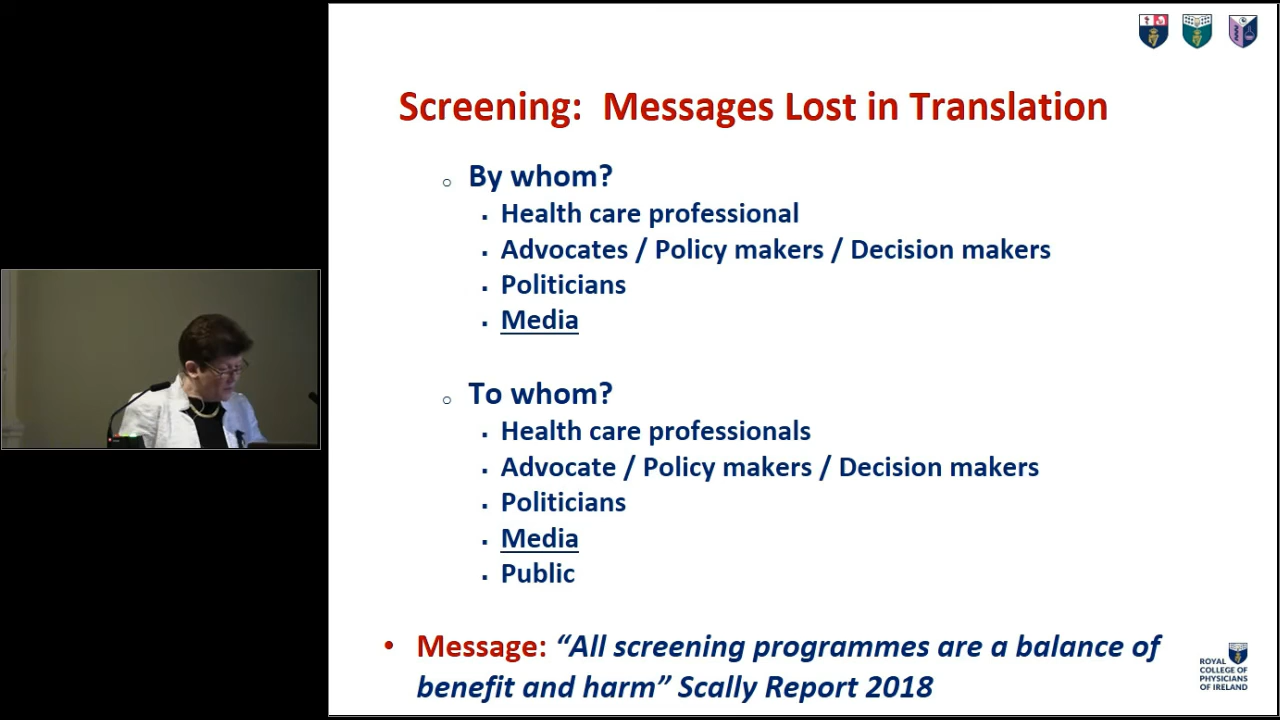 Screening: Messages Lost in Translation
By whom?
Health care professional
Advocates / Policy makers / Decision makers
Politicians
Media
To whom?
Health care professionals
Advocate / Policy makers / Decision makers
Politicians
Media
Public
Message: “All screening programmes are a balance of
benefit and harm” Scally Report 2018
ROYAL
COLLEGE OF
PHYSICIANS
OF IRELAND